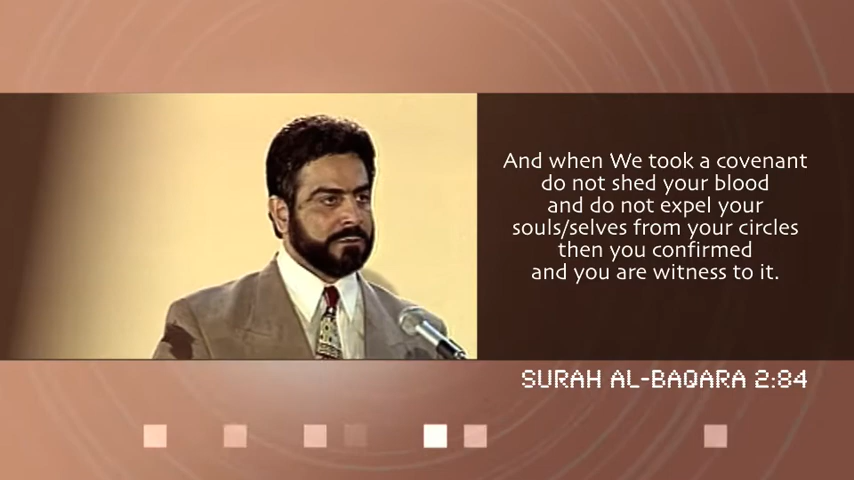 And when We took a covenant
do not shed your blood
and do not expel your
souls/selves from your circles
then you confirmed
and you are witness to it.
SURAH AL-BAQARA 2:84